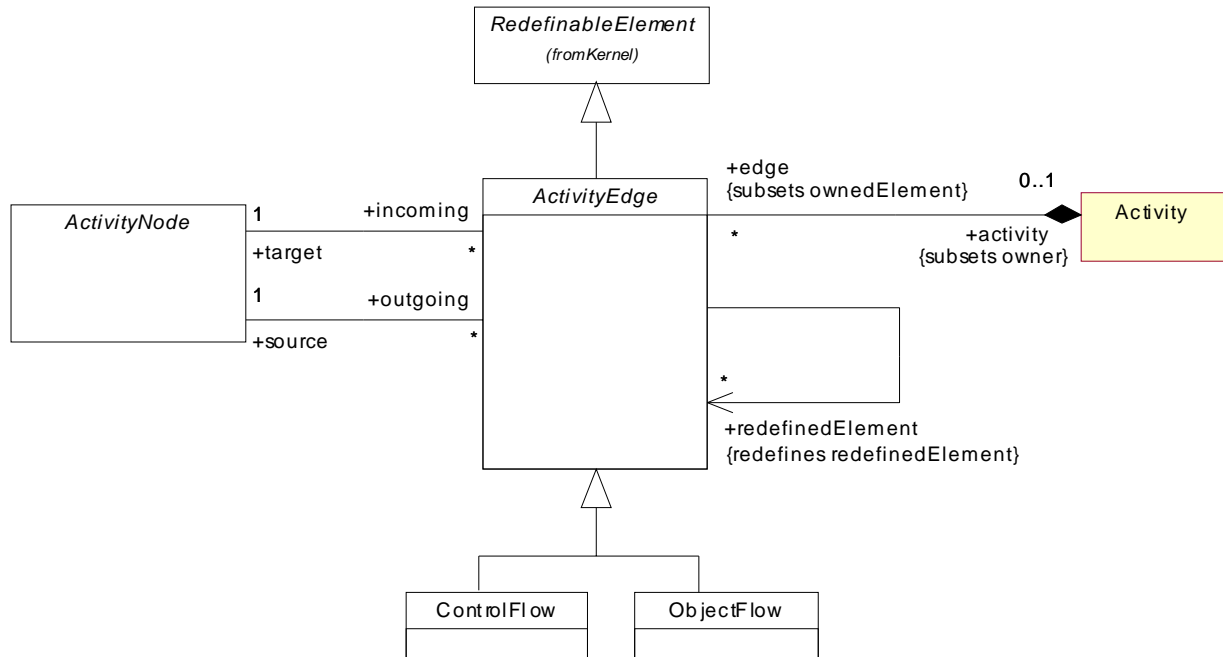 RedefinableElement
(fromKernel)
+edge
{subsets ownedElement}
0..1
ActivityEdge
Activity
ActivityNode
1
+incoming
+target
*
*
+activity
{subsets owner}
1
+outgoing
+source
*
*
+redefinedElement
{redefines redefinedElement}
ControlFlow
ObjectFlow